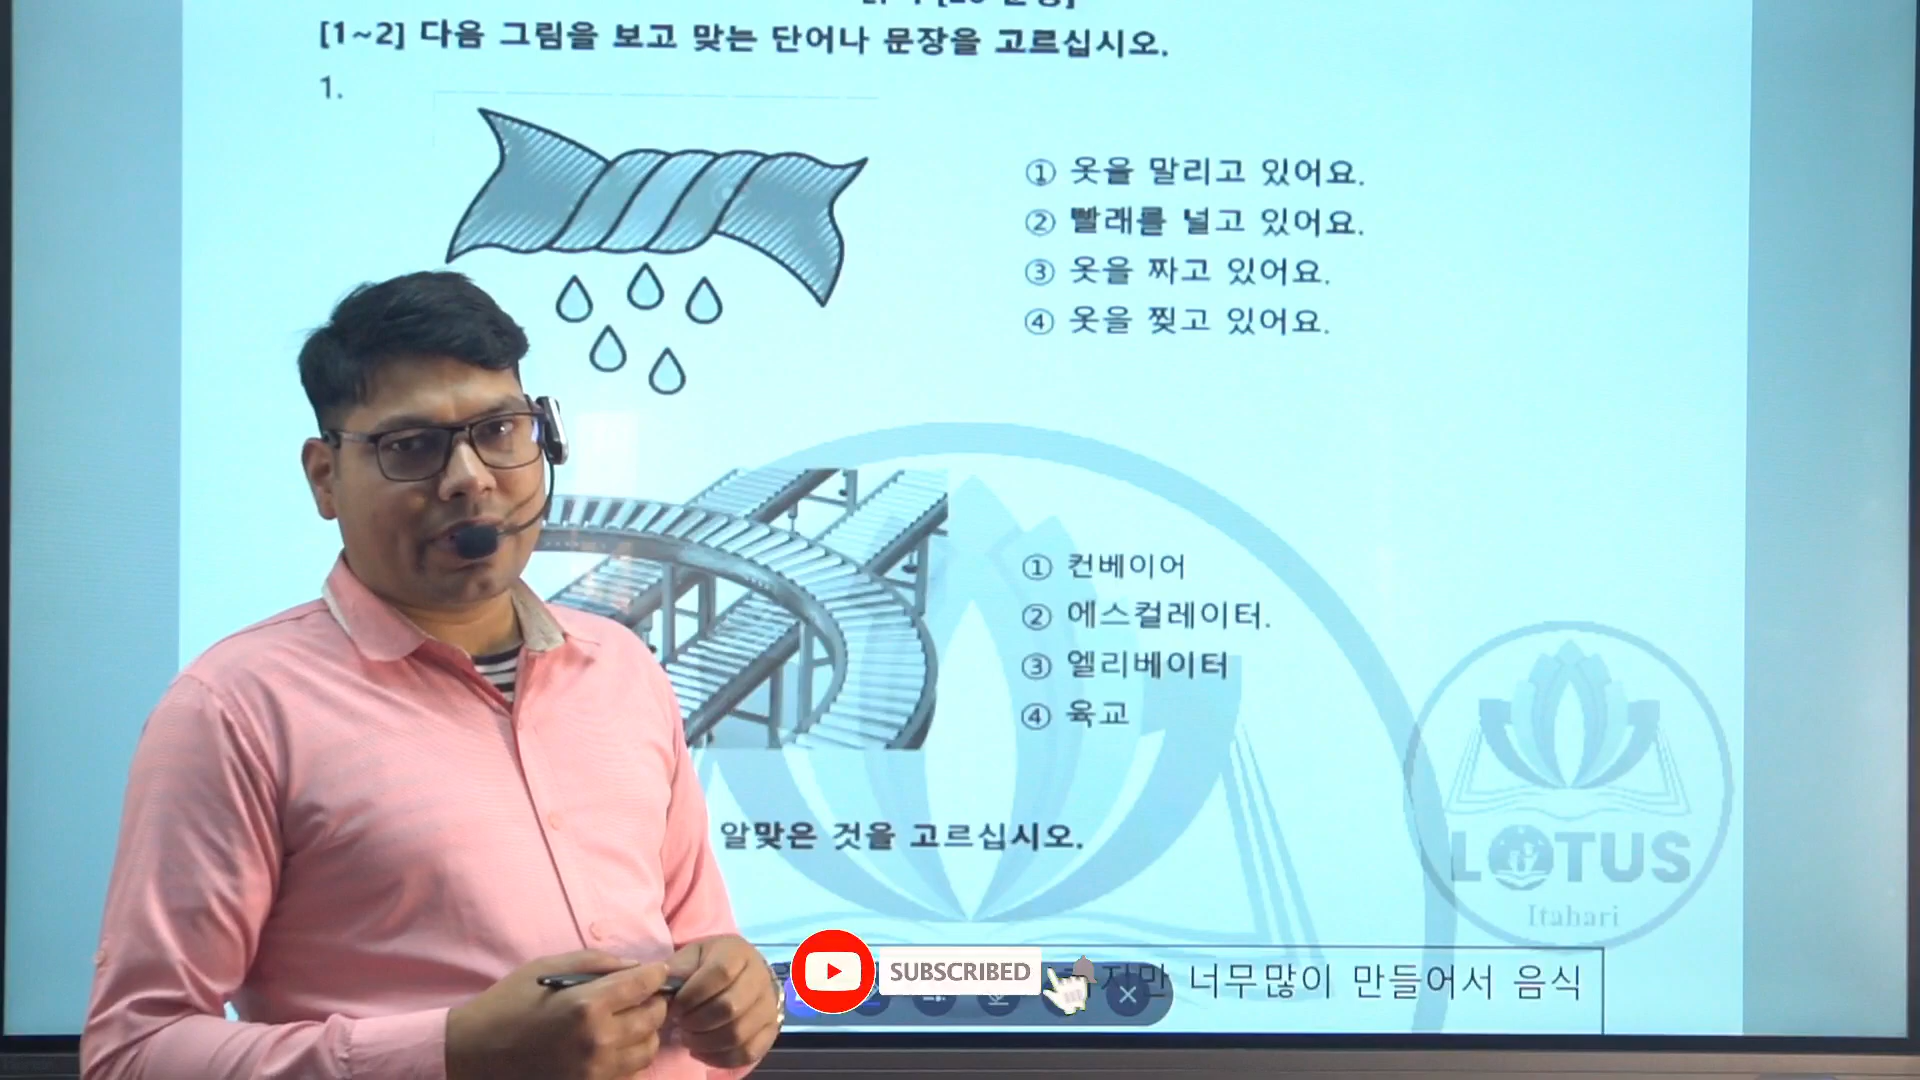 [1~2] 다음 그림을 보고 맞는 단어나 문장을 고르십시오.
1.
① 옷을 말리고 있어요.
② 빨래를 널고 있어요.
③ 옷을 짜고 있어요.
④ 옷을 찢고 있어요.
① 컨베이어
② 에스컬레이터.
③ 엘리베이터
④ 육교
알맞은 것을 고르십시오.
LOTUS
Itahari
너무많이 만들어서 음식
SUBSCRIBED